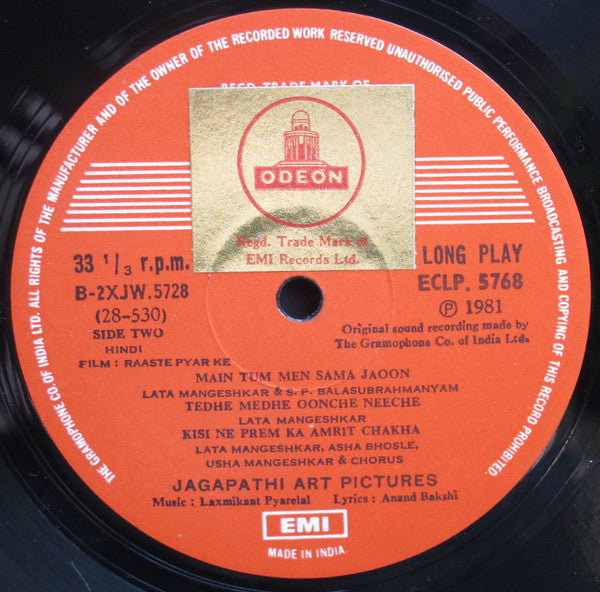 THE GRAMOPHONE CO. OF INDIA LTD. ALL RIGHTS OF THE MANUFACTURER AND OF THE OWNER OF THE RECORDED WORK RESERVED UNAUTHORISED PUBLIC PERFORMANCE BROADCASTING AND COPYING OF THIS RECORD PROHIBITED.
REGD. TRADE MARK OF
ODEON
Regd. Trade Mark of
EMI Records Ltd.
33 1/3 r.p.m.
LONG PLAY
B-2XJW.5728
ECLP. 5768
(28-530)
℗ 1981
SIDE TWO
Original sound recording made by
The Gramophone Co. of India Ltd.
HINDI
FILM : RAASTE PYAR KE
MAIN TUM MEN SAMA JAOON
LATA MANGESHKAR & S. P. BALASUBRAHMANYAM
TEDHE MEDHE OONCHE NEECHE
LATA MANGESHKAR
KISI NE PREM KA AMRIT CHAKHA
LATA MANGESHKAR, ASHA BHOSLE,
USHA MANGESHKAR & CHORUS
JAGAPATHI ART PICTURES
Music : Laxmikant Pyarelal Lyrics : Anand Bakshi
EMI
MADE IN INDIA